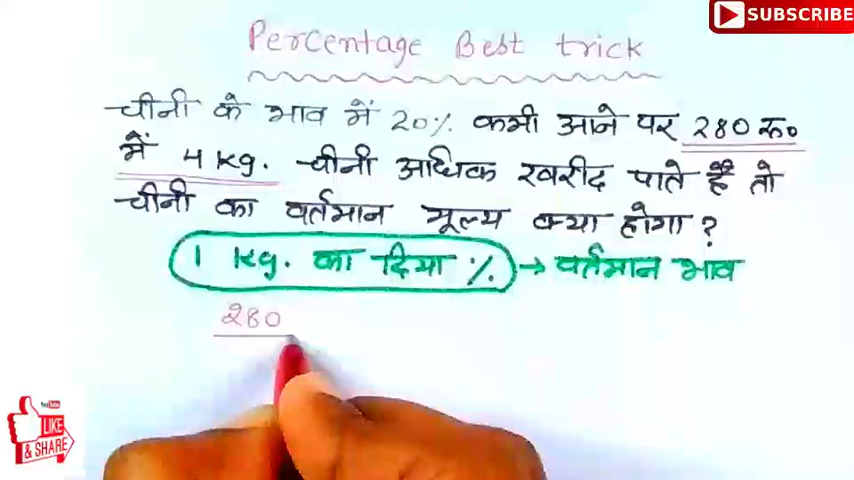 SUBSCRIBE
Percentage Best trick
चीनी के भाव में 20% कमी आने पर 280 रु०
में 4 kg. चीनी अधिक खरीद पाते हैं तो
चीनी का वर्तमान मूल्य क्या होगा?
1 kg. का दिया % → वर्तमान भाव
280
YouTube
LIKE
& SHARE